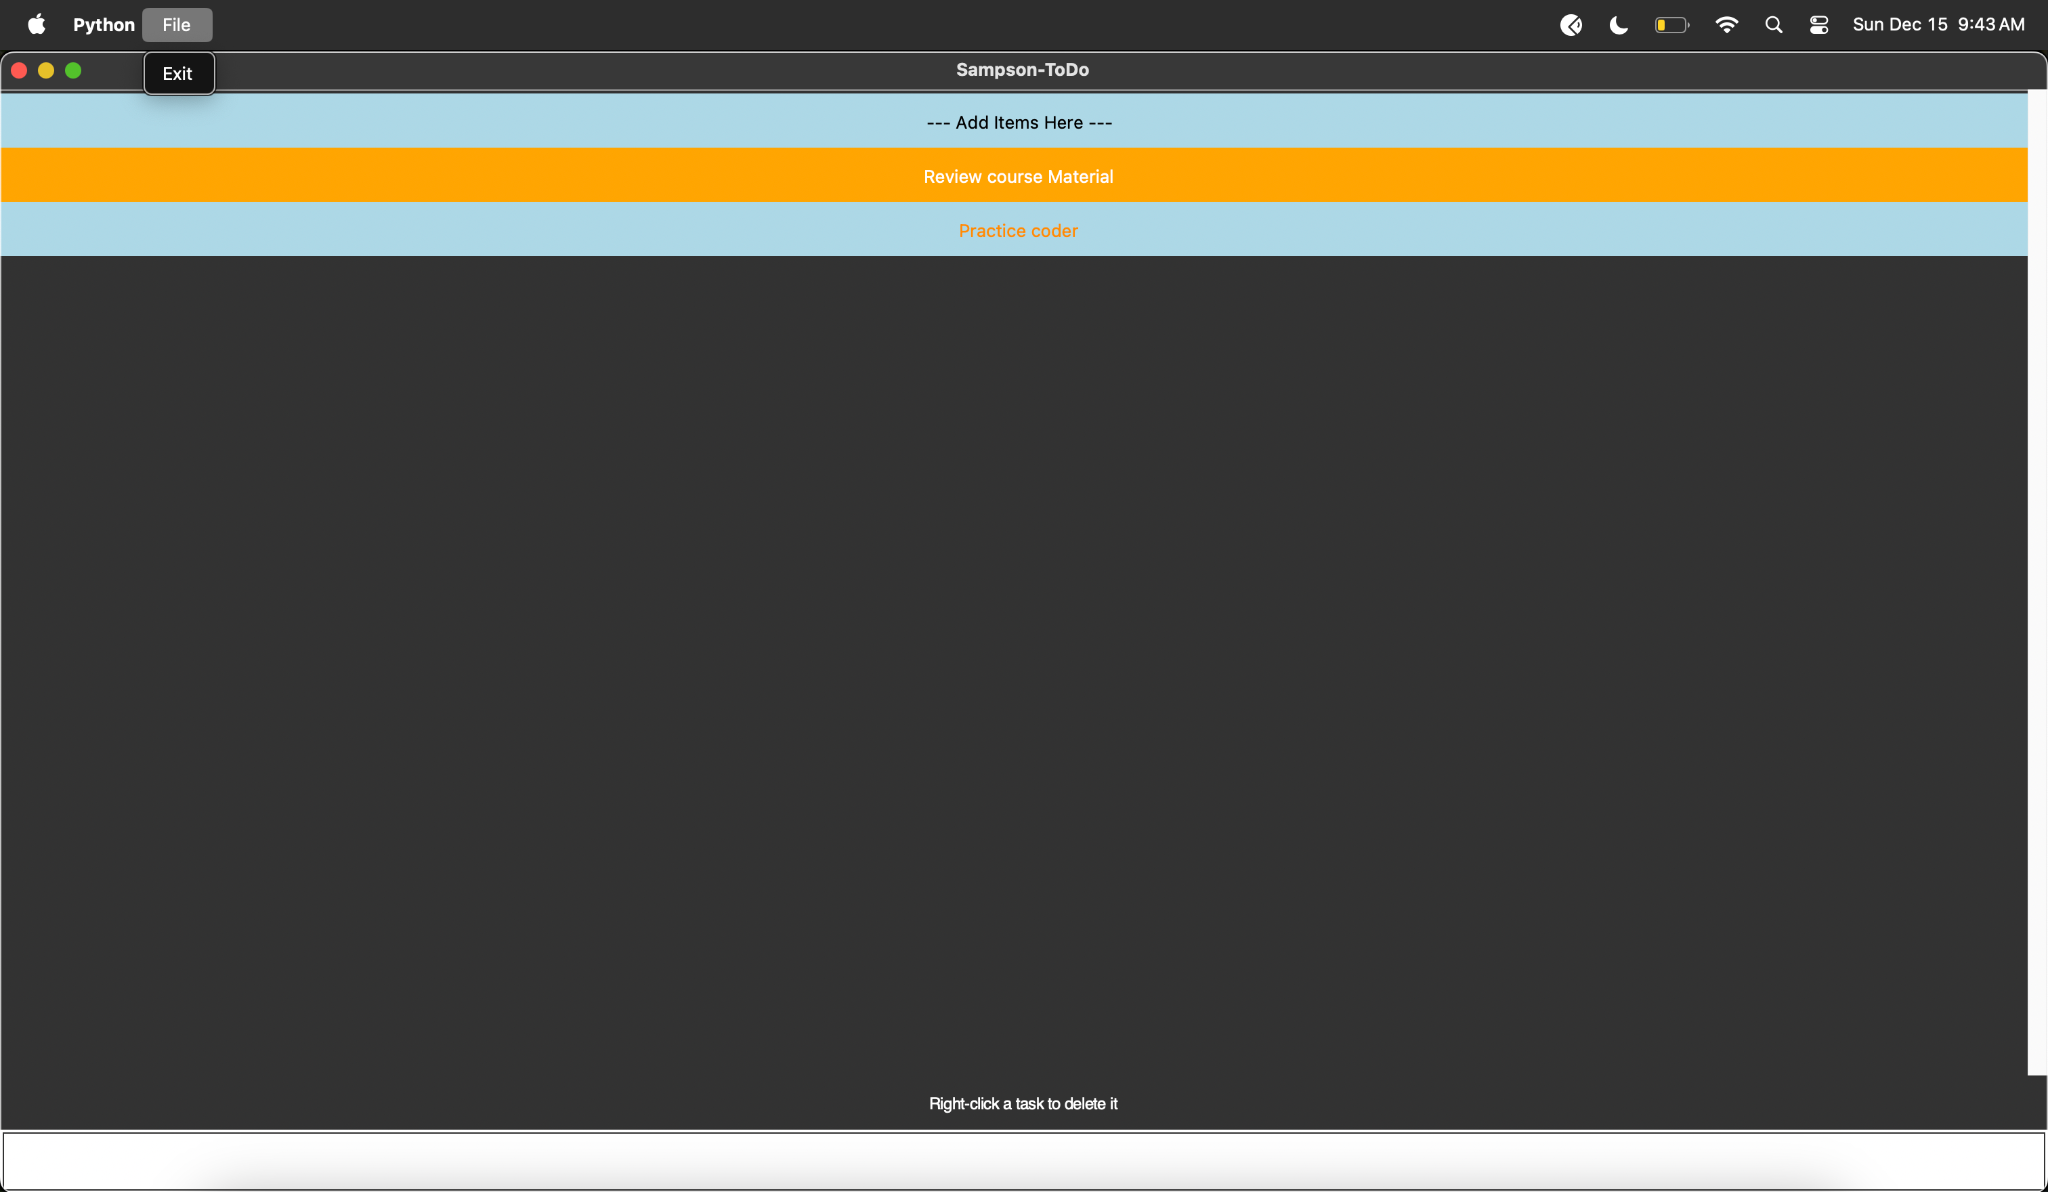 Python File
Sun Dec 15 9:43 AM
Exit
Sampson-ToDo
--- Add Items Here ---
Review course Material
Practice coder
Right-click a task to delete it